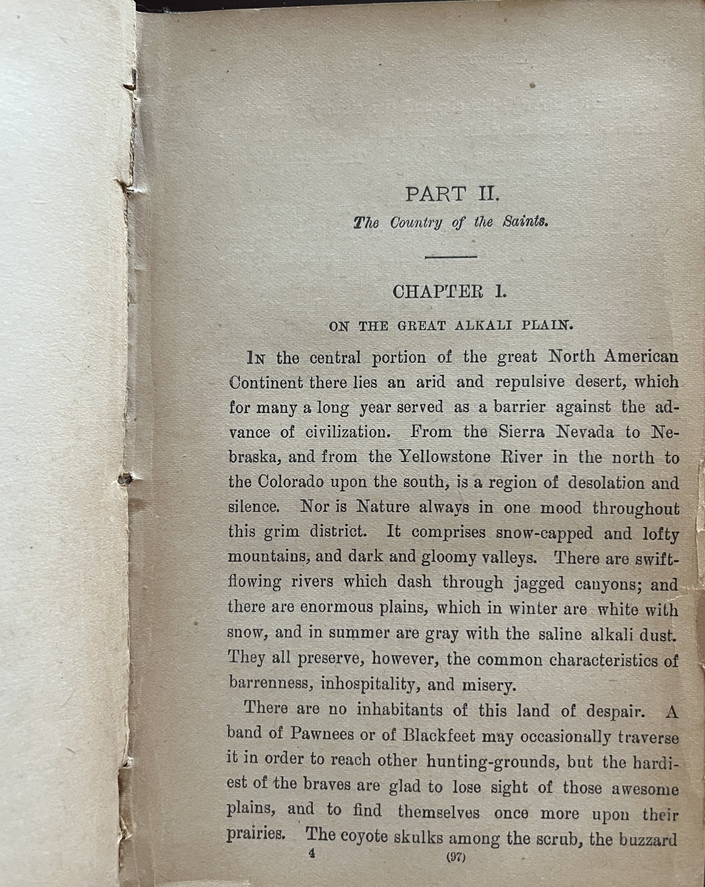 PART II.
The Country of the Saints.
CHAPTER 1.
ON THE GREAT ALKALI PLAIN.
IN the central portion of the great North American
Continent there lies an arid and repulsive desert, which
for many a long year served as a barrier against the ad-
vance of civilization. From the Sierra Nevada to Ne-
braska, and from the Yellowstone River in the north to
the Colorado upon the south, is a region of desolation and
silence. Nor is Nature always in one mood throughout
this grim district. It comprises snow-capped and lofty
mountains, and dark and gloomy valleys. There are swift-
flowing rivers which dash through jagged canyons; and
there are enormous plains, which in winter are white with
snow, and in summer are gray with the saline alkali dust.
They all preserve, however, the common characteristics of
barrenness, inhospitality, and misery.
There are no inhabitants of this land of despair. A
band of Pawnees or of Blackfeet may occasionally traverse
it in order to reach other hunting-grounds, but the hardi-
est of the braves are glad to lose sight of those awesome
plains, and to find themselves once more upon their
prairies. The coyote skulks among the scrub, the buzzard
4 (97)